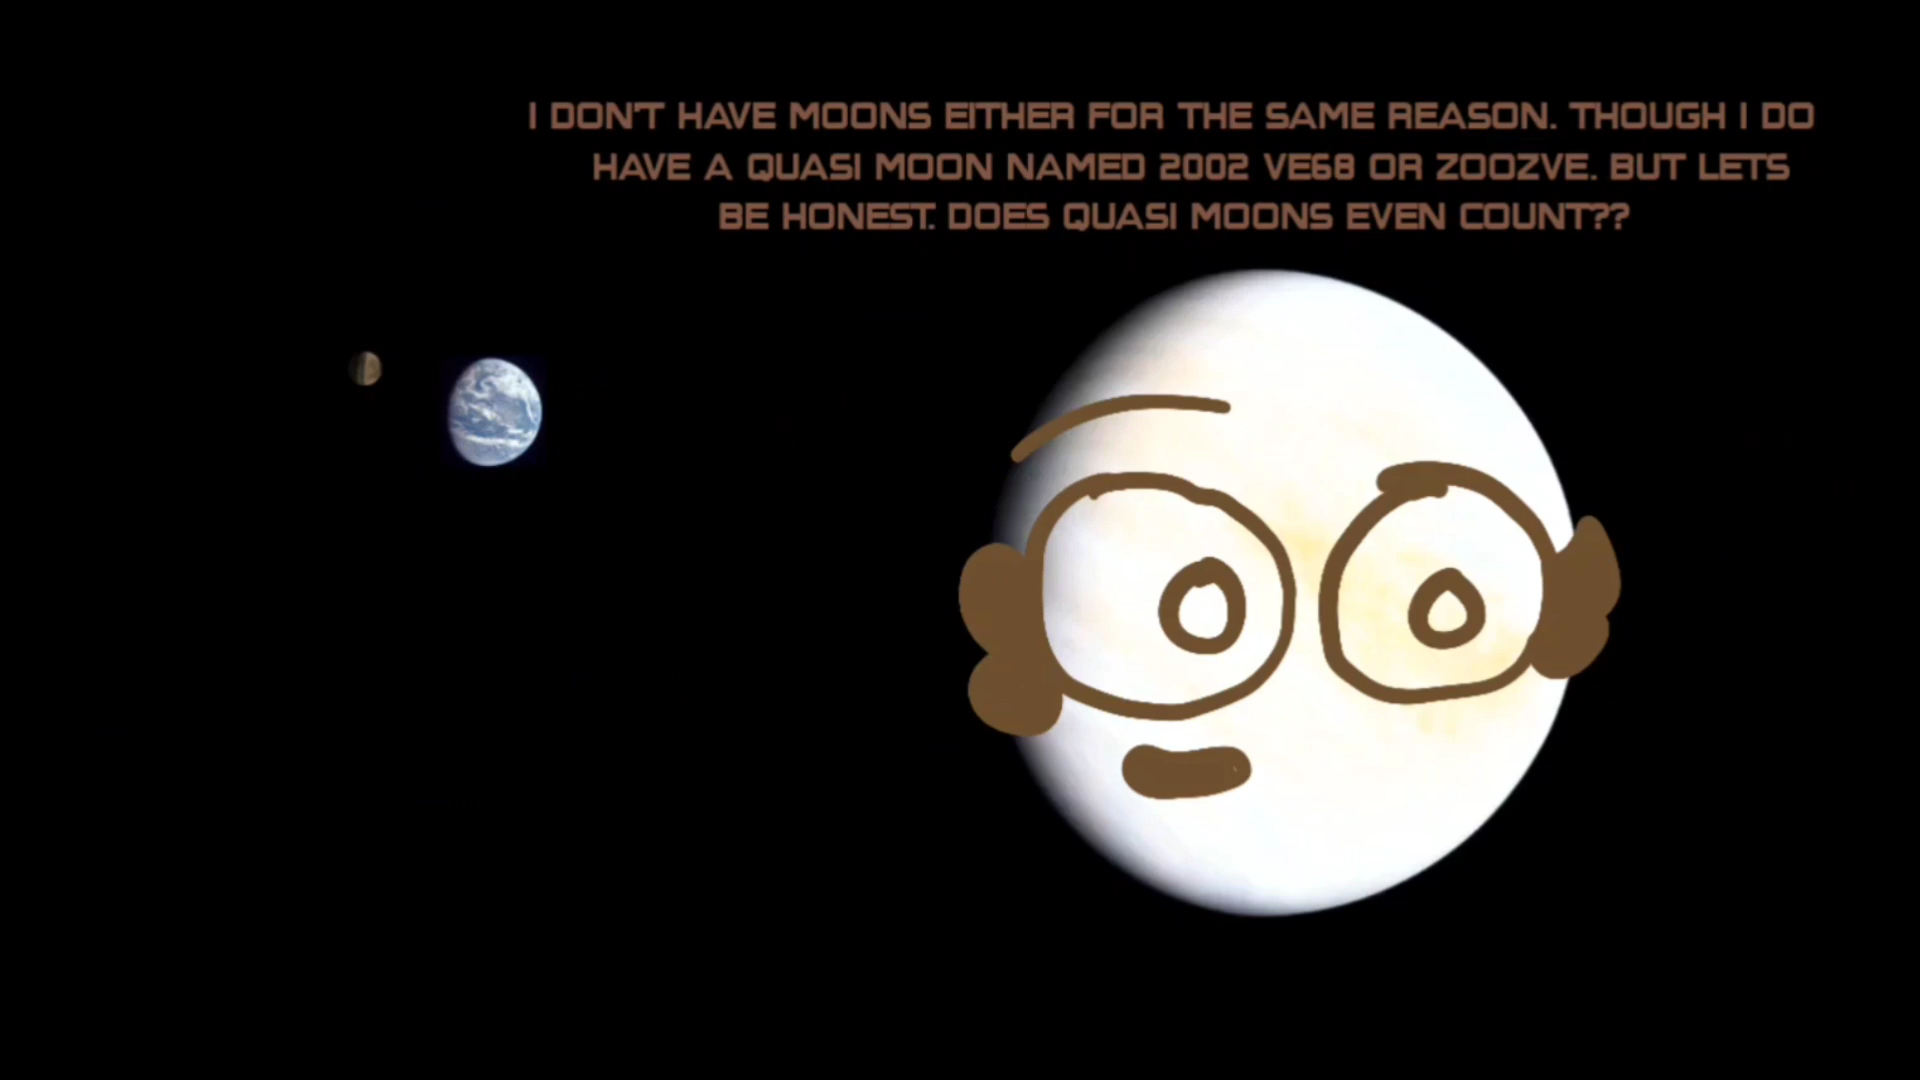 I DON'T HAVE MOONS EITHER FOR THE SAME REASON. THOUGH I DO
HAVE A QUASI MOON NAMED 2002 VE68 OR ZOOZVE. BUT LETS
BE HONEST. DOES QUASI MOONS EVEN COUNT??